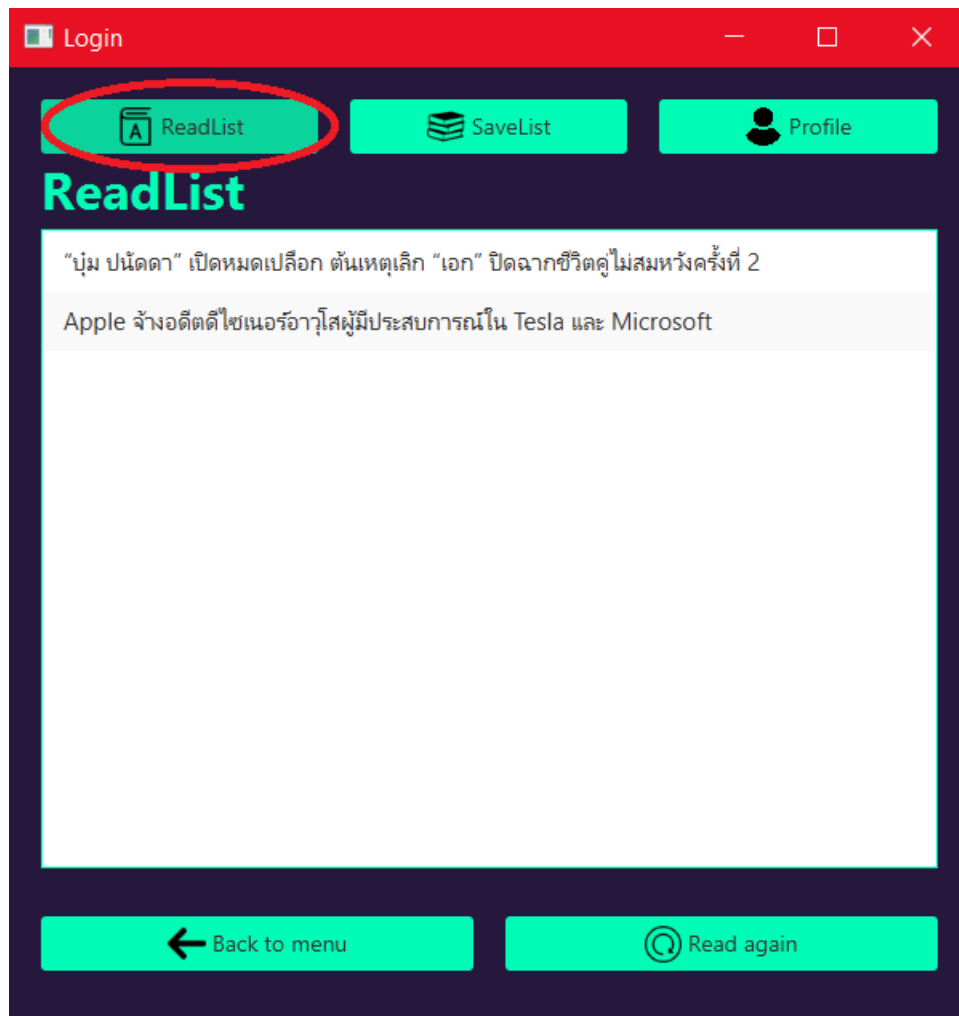 Login
ReadList
SaveList
Profile
ReadList
“บุ๋ม ปนัดดา” เปิดหมดเปลือก ต้นเหตุเลิก “เอก” ปิดฉากชีวิตคู่ไม่สมหวังครั้งที่ 2
Apple จ้างอดีตดีไซเนอร์อาวุโสผู้มีประสบการณ์ใน Tesla และ Microsoft
Back to menu
Read again